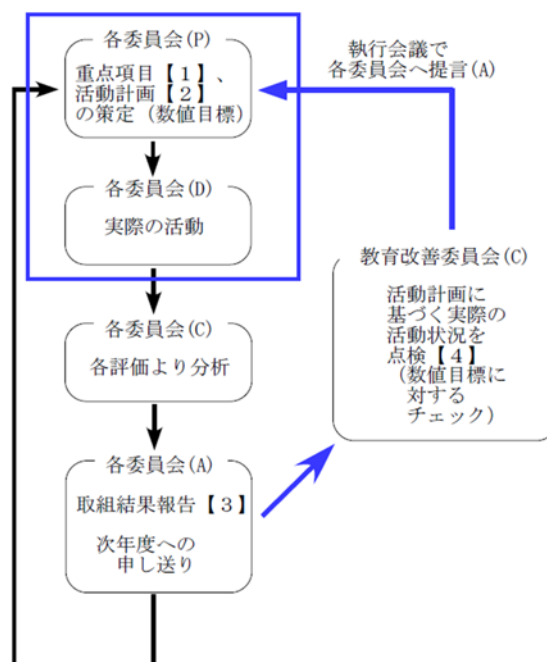 各委員会(P)
重点項目【１】、
活動計画【２】
の策定（数値目標）
各委員会(D)
実際の活動
各委員会(C)
各評価より分析
各委員会(A)
取組結果報告【３】
次年度への
申し送り
執行会議で
各委員会へ提言(A)
教育改善委員会(C)
活動計画に
基づく実際の
活動状況を
点検【４】
（数値目標に
対する
チェック）